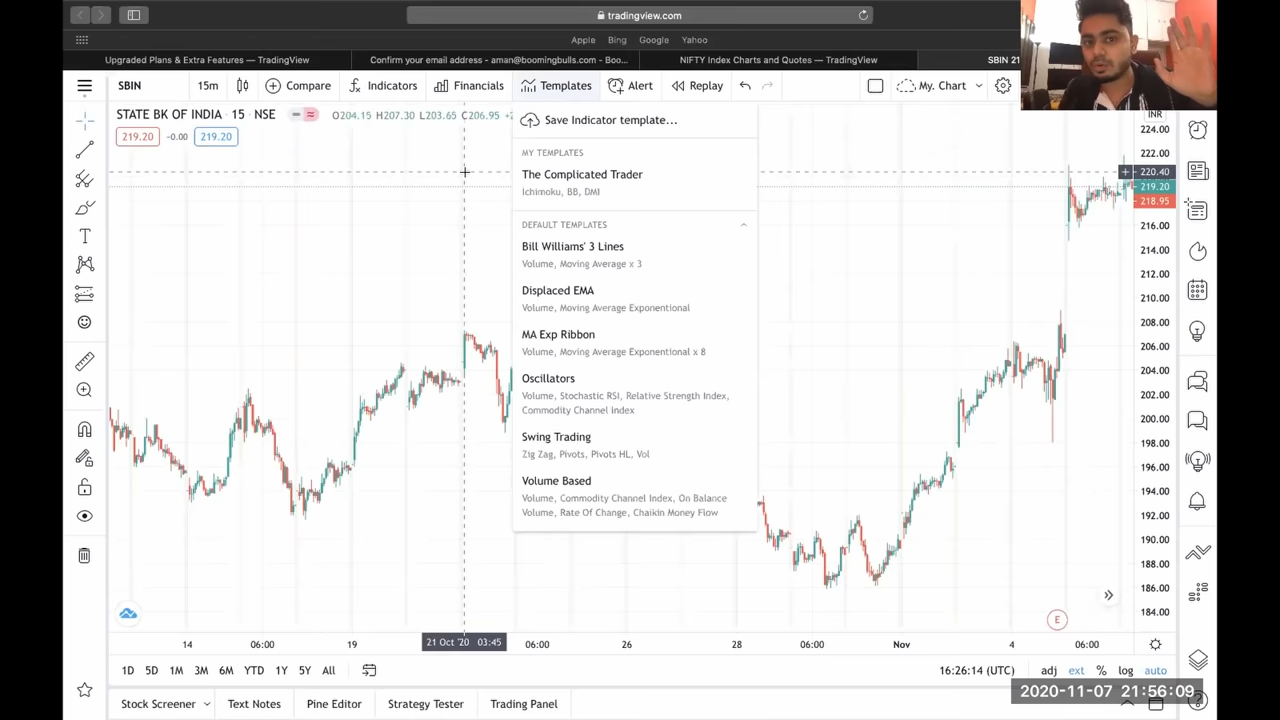 tradingview.com
Apple Bing Google Yahoo
Upgraded Plans & Extra Features — TradingView
Confirm your email address - aman@boomingbulls.com - Boo...
NIFTY Index Charts and Quotes — TradingView
SBIN 21
SBIN 15m Compare Indicators Financials Templates Alert Replay My. Chart
STATE BK OF INDIA · 15 · NSE O204.15 H207.30 L203.65 C206.95
219.20 -0.00 219.20
Save Indicator template...
MY TEMPLATES
The Complicated Trader
Ichimoku, BB, DMI
DEFAULT TEMPLATES
Bill Williams' 3 Lines
Volume, Moving Average x 3
Displaced EMA
Volume, Moving Average Exponential
MA Exp Ribbon
Volume, Moving Average Exponential x 8
Oscillators
Volume, Stochastic RSI, Relative Strength Index,
Commodity Channel Index
Swing Trading
Zig Zag, Pivots, Pivots HL, Vol
Volume Based
Volume, Commodity Channel Index, On Balance
Volume, Rate Of Change, Chaikin Money Flow
INR
224.00
222.00
220.40
219.20
218.95
216.00
214.00
212.00
210.00
208.00
206.00
204.00
202.00
200.00
198.00
196.00
194.00
192.00
190.00
188.00
186.00
184.00
E
14 06:00 19 21 Oct '20 03:45 06:00 26 28 06:00 Nov 4 06:00
1D 5D 1M 3M 6M YTD 1Y 5Y All 16:26:14 (UTC) adj ext % log auto
2020-11-07 21:56:09
Stock Screener Text Notes Pine Editor Strategy Tester Trading Panel